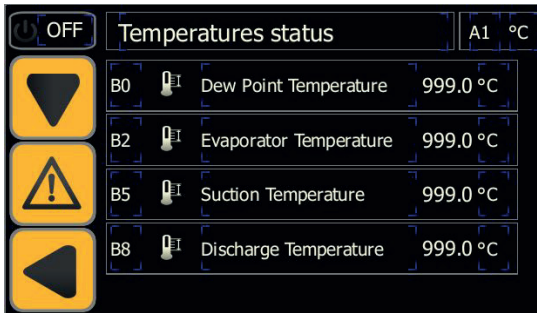 OFF Temperatures status A1 °C
B0 Dew Point Temperature 999.0 °C
B2 Evaporator Temperature 999.0 °C
B5 Suction Temperature 999.0 °C
B8 Discharge Temperature 999.0 °C